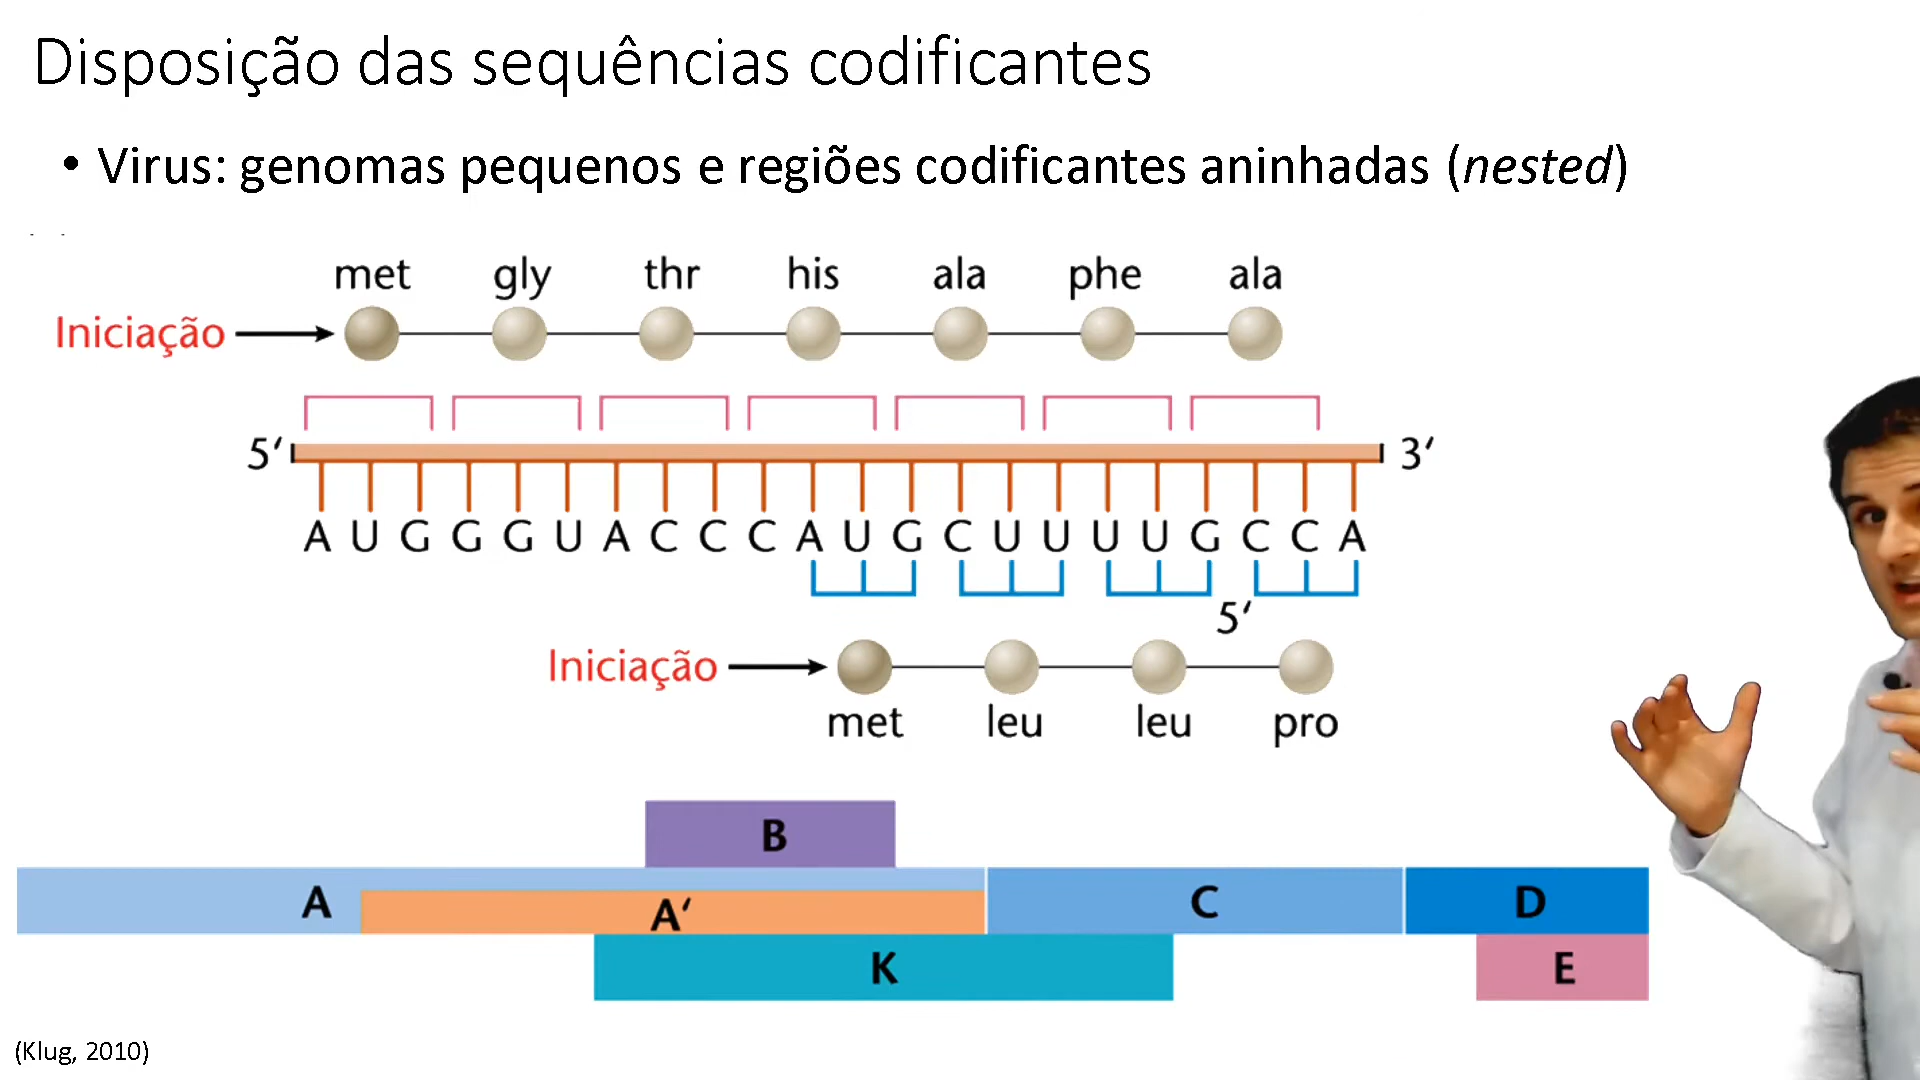 Disposição das sequências codificantes
• Virus: genomas pequenos e regiões codificantes aninhadas (nested)
met gly thr his ala phe ala
Iniciação
5′ 3′
A U G G G U A C C C A U G C U U U U G C C A
5′
Iniciação
met leu leu pro
B
A A′ C D
K E
(Klug, 2010)